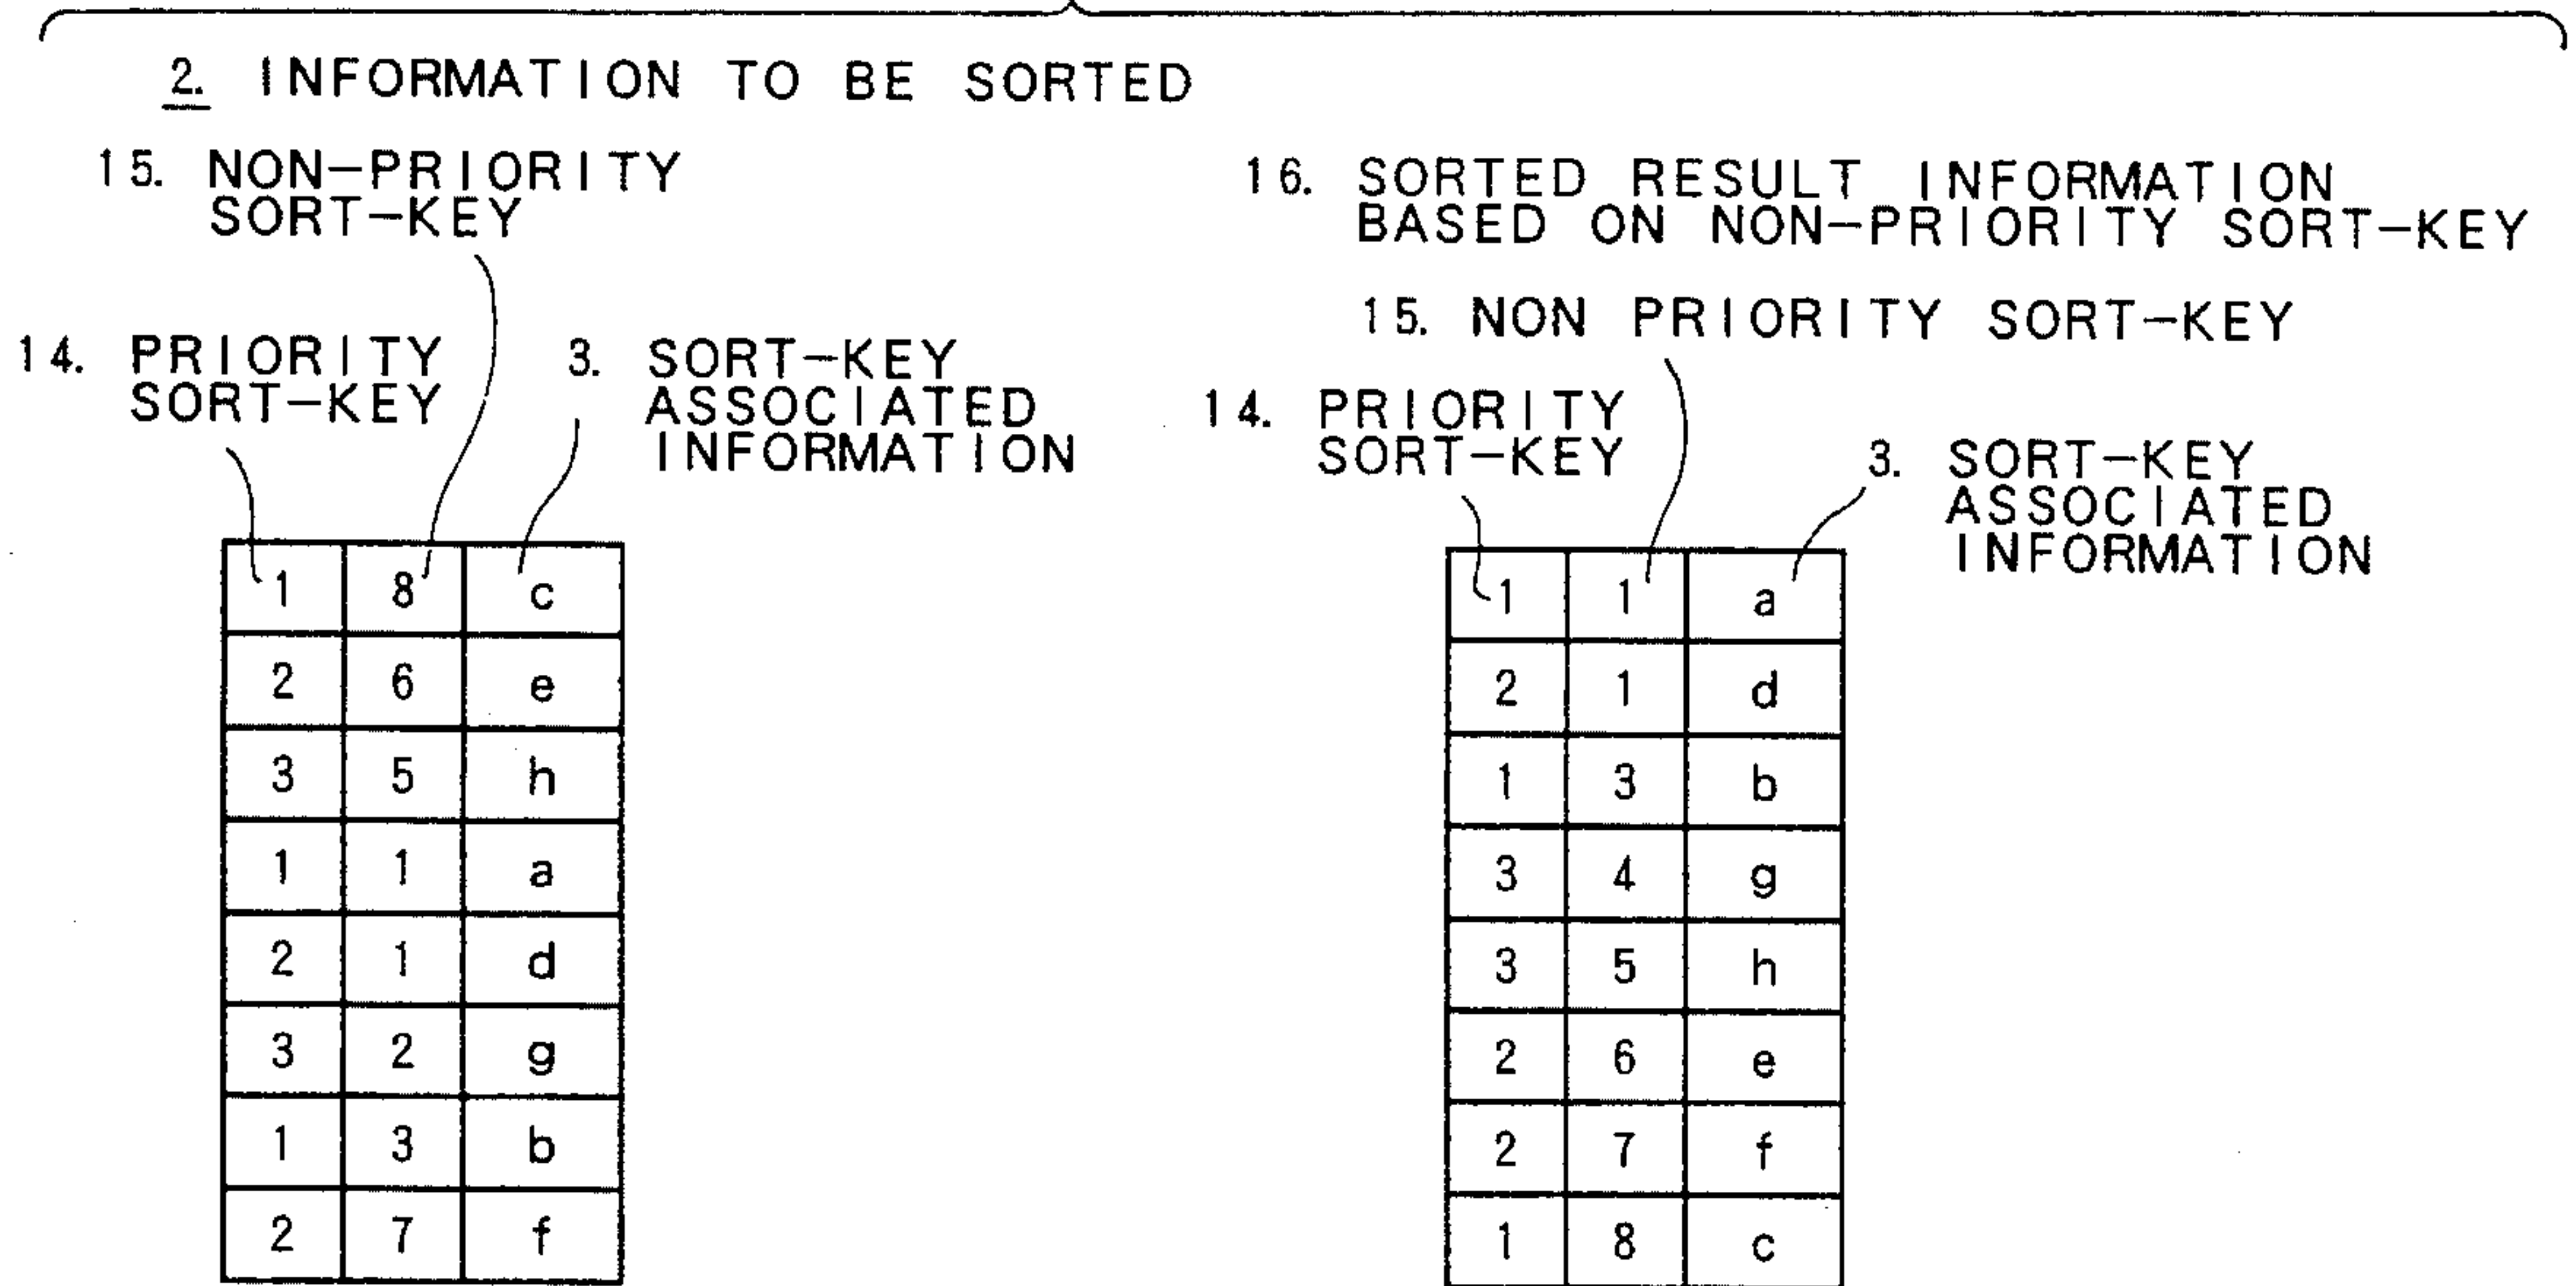 2. INFORMATION TO BE SORTED
15. NON-PRIORITY
SORT-KEY
14. PRIORITY
SORT-KEY
3. SORT-KEY
ASSOCIATED
INFORMATION
1 8 c
2 6 e
3 5 h
1 1 a
2 1 d
3 2 g
1 3 b
2 7 f
16. SORTED RESULT INFORMATION
BASED ON NON-PRIORITY SORT-KEY
15. NON PRIORITY SORT-KEY
14. PRIORITY
SORT-KEY
3. SORT-KEY
ASSOCIATED
INFORMATION
1 1 a
2 1 d
1 3 b
3 4 g
3 5 h
2 6 e
2 7 f
1 8 c